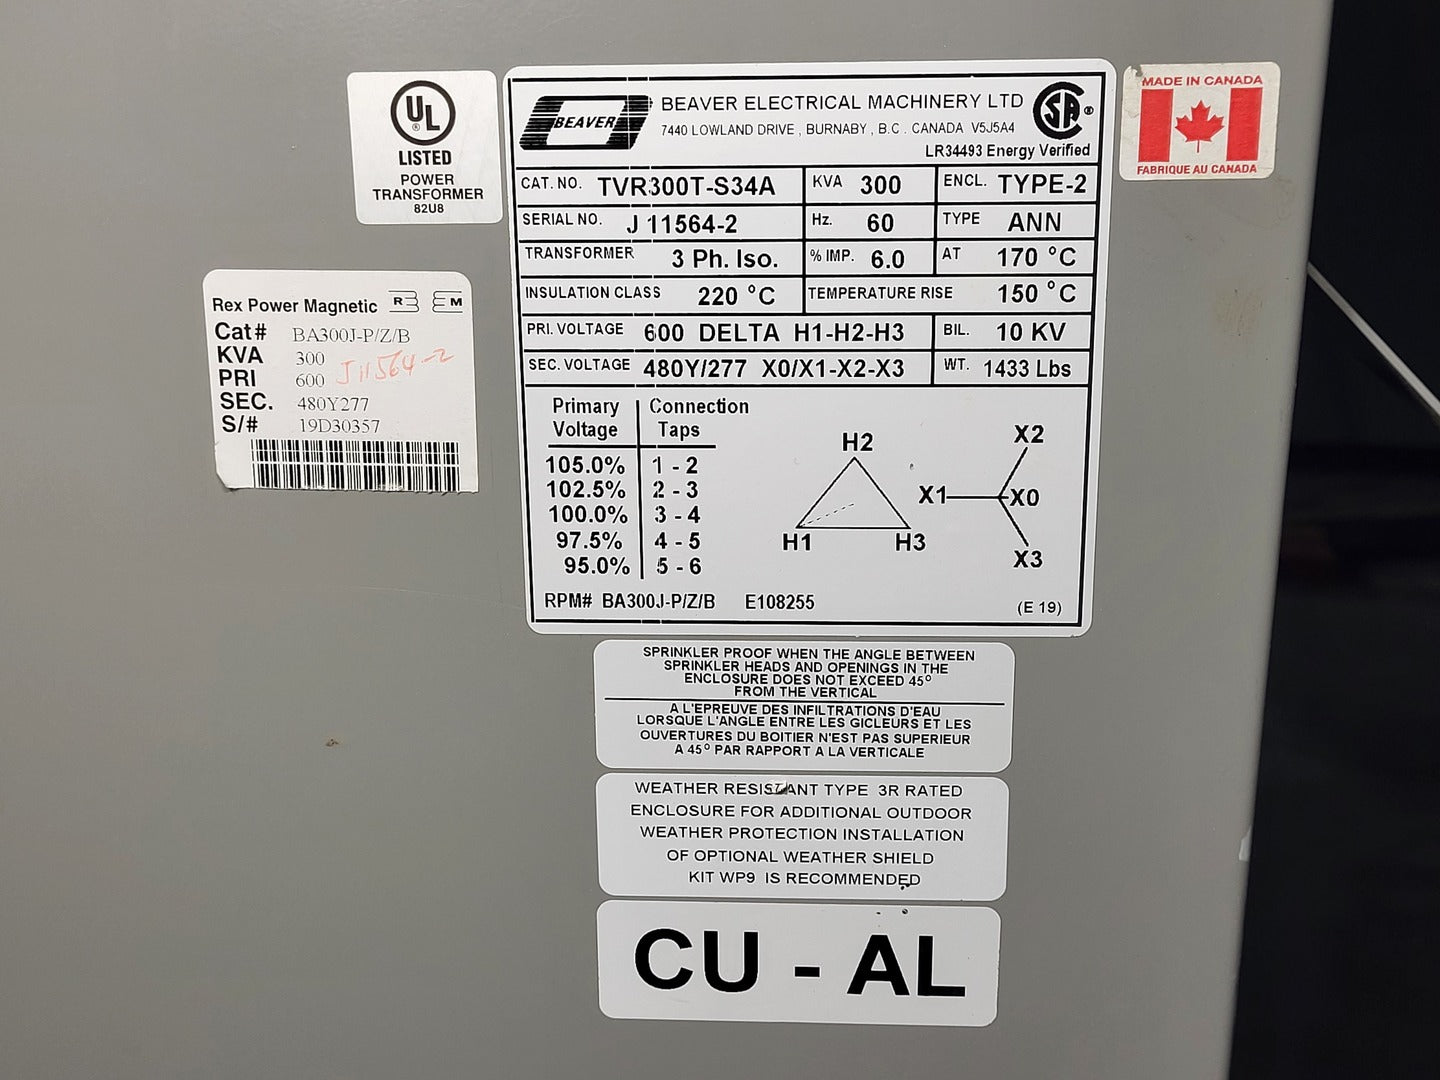 UL
®
LISTED
POWER
TRANSFORMER
82U8
BEAVER
BEAVER ELECTRICAL MACHINERY LTD
7440 LOWLAND DRIVE , BURNABY , B.C . CANADA V5J5A4
SA ®
LR34493 Energy Verified
CAT. NO. TVR300T-S34A KVA 300 ENCL. TYPE-2
SERIAL NO. J 11564-2 Hz. 60 TYPE ANN
TRANSFORMER 3 Ph. Iso. % IMP. 6.0 AT 170 °C
INSULATION CLASS 220 °C TEMPERATURE RISE 150 °C
PRI. VOLTAGE 600 DELTA H1-H2-H3 BIL. 10 KV
SEC. VOLTAGE 480Y/277 X0/X1-X2-X3 WT. 1433 Lbs
Primary Connection
Voltage Taps
105.0% 1 - 2
102.5% 2 - 3
100.0% 3 - 4
97.5% 4 - 5
95.0% 5 - 6
H2
H1 H3
X2
X1 X0
X3
RPM# BA300J-P/Z/B E108255 (E 19)
MADE IN CANADA
FABRIQUE AU CANADA
Rex Power Magnetic R M
Cat# BA300J-P/Z/B
KVA 300
PRI 600 J11564-2
SEC. 480Y277
S/# 19D30357
SPRINKLER PROOF WHEN THE ANGLE BETWEEN
SPRINKLER HEADS AND OPENINGS IN THE
ENCLOSURE DOES NOT EXCEED 45°
FROM THE VERTICAL
A L'EPREUVE DES INFILTRATIONS D'EAU
LORSQUE L'ANGLE ENTRE LES GICLEURS ET LES
OUVERTURES DU BOITIER N'EST PAS SUPERIEUR
A 45° PAR RAPPORT A LA VERTICALE
WEATHER RESISTANT TYPE 3R RATED
ENCLOSURE FOR ADDITIONAL OUTDOOR
WEATHER PROTECTION INSTALLATION
OF OPTIONAL WEATHER SHIELD
KIT WP9 IS RECOMMENDED
CU - AL